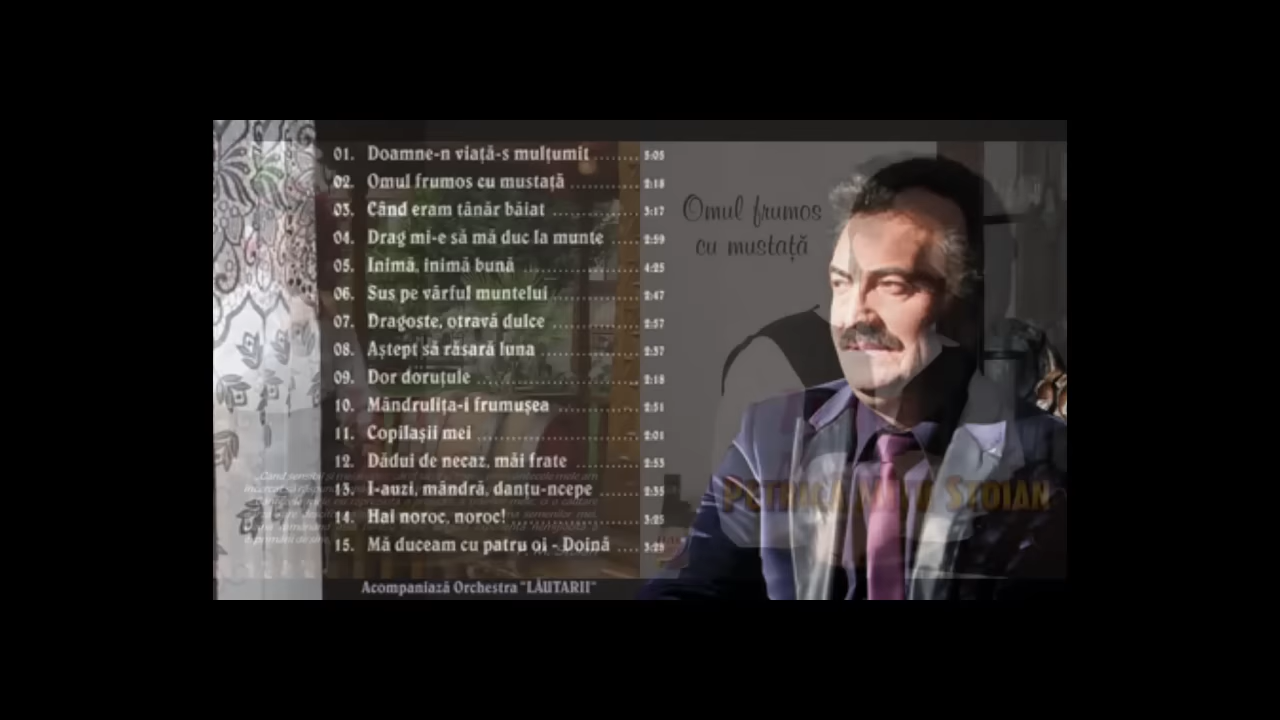 01. Doamne-n viață-s mulțumit ........ 3:05
02. Omul frumos cu mustață ............ 2:18
03. Când eram tânăr băiat ............... 3:17
04. Drag mi-e să mă duc la munte ..... 2:59
05. Inimă, inimă bună .................... 4:25
06. Sus pe vârful muntelui ............... 2:47
07. Dragoste, otravă dulce ............... 2:57
08. Aștept să răsară luna ................. 2:37
09. Dor doruțule ............................ 2:18
10. Mândrulița-i frumușea .............. 2:51
11. Copilașii mei ........................... 2:01
12. Dădui de necaz, măi frate ........... 2:53
13. I-auzi, mândră, danțu-ncepe ....... 2:35
14. Hai noroc, noroc! ..................... 3:25
15. Mă duceam cu patru oi - Doină .... 3:29
Acompaniază Orchestra "LĂUTARII"
Omul frumos
cu mustață
Stoian